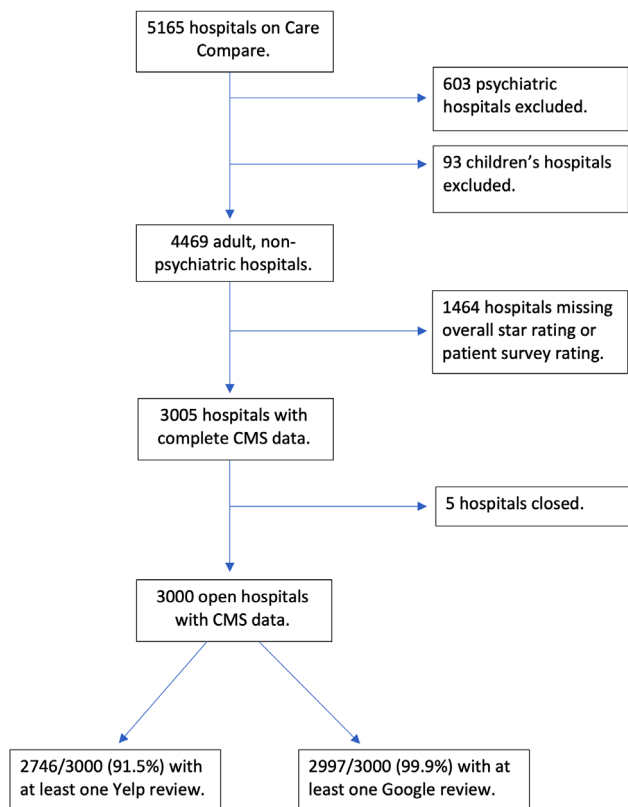 5165 hospitals on Care
Compare.
603 psychiatric
hospitals excluded.
93 children's hospitals
excluded.
4469 adult, non-
psychiatric hospitals.
1464 hospitals missing
overall star rating or
patient survey rating.
3005 hospitals with
complete CMS data.
5 hospitals closed.
3000 open hospitals
with CMS data.
2746/3000 (91.5%) with
at least one Yelp review.
2997/3000 (99.9%) with at
least one Google review.